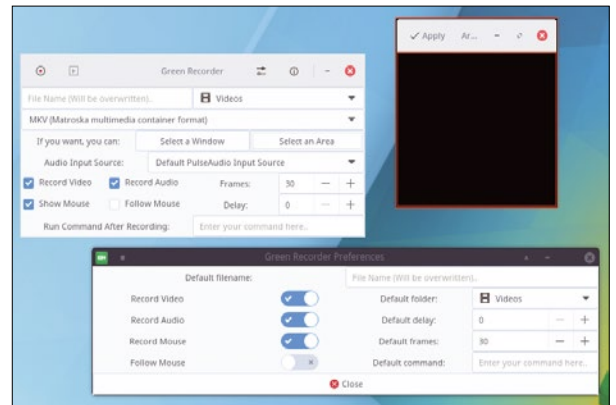 Apply Ar...
Green Recorder
File Name (Will be overwritten).. Videos
MKV (Matroska multimedia container format)
If you want, you can: Select a Window Select an Area
Audio Input Source: Default PulseAudio Input Source
Record Video Record Audio Frames: 30
Show Mouse Follow Mouse Delay: 0
Run Command After Recording: Enter your command here..
Green Recorder Preferences
Default filename: File Name (Will be overwritten)..
Record Video Default folder: Videos
Record Audio Default delay: 0
Record Mouse Default frames: 30
Follow Mouse Default command: Enter your command here..
Close